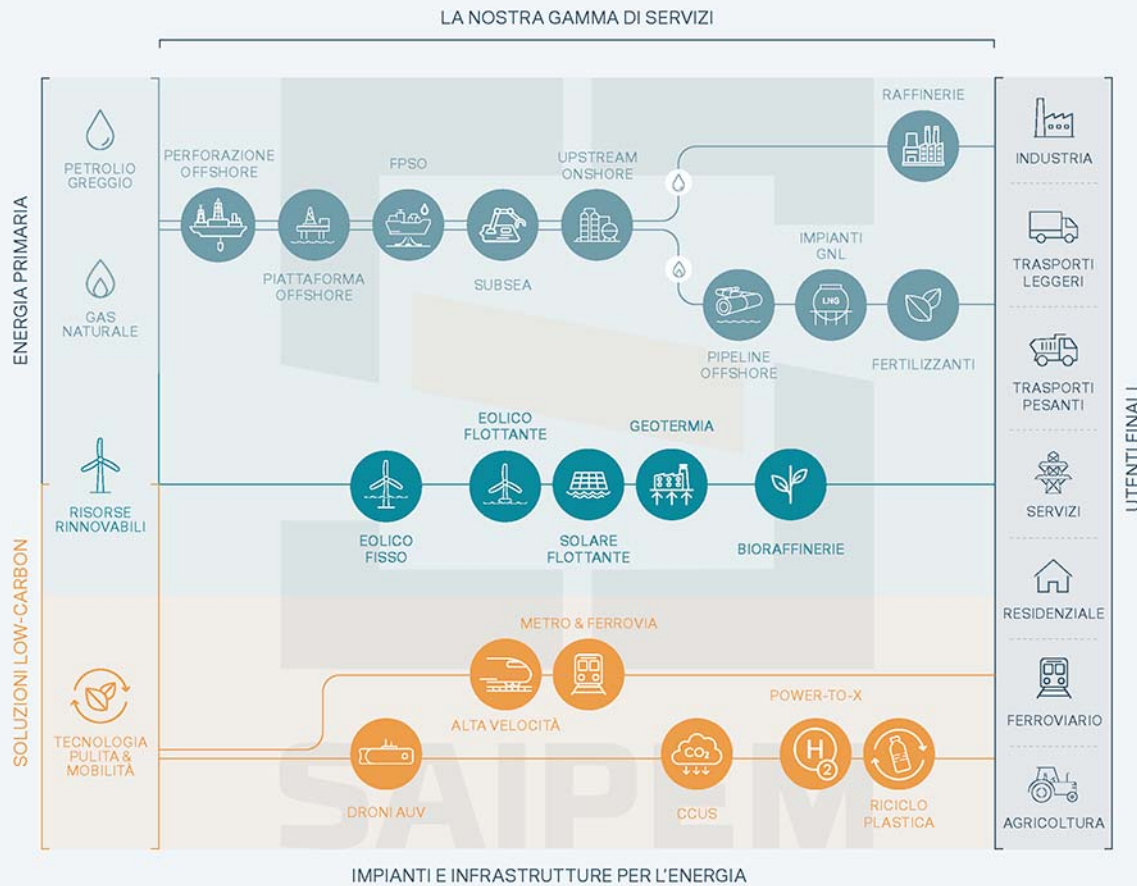 LA NOSTRA GAMMA DI SERVIZI
ENERGIA PRIMARIA
SOLUZIONI LOW-CARBON
PETROLIO
GREGGIO
GAS
NATURALE
RISORSE
RINNOVABILI
TECNOLOGIA
PULITA &
MOBILITÀ
PERFORAZIONE
OFFSHORE
PIATTAFORMA
OFFSHORE
FPSO
SUBSEA
UPSTREAM
ONSHORE
RAFFINERIE
PIPELINE
OFFSHORE
IMPIANTI
GNL
LNG
FERTILIZZANTI
EOLICO
FISSO
EOLICO
FLOTTANTE
SOLARE
FLOTTANTE
GEOTERMIA
BIORAFFINERIE
ALTA VELOCITÀ
METRO & FERROVIA
DRONI AUV
CO2
CCUS
POWER-TO-X
H
2
RICICLO
PLASTICA
SAIPEM
INDUSTRIA
TRASPORTI
LEGGERI
TRASPORTI
PESANTI
SERVIZI
RESIDENZIALE
FERROVIARIO
AGRICOLTURA
UTENTI FINALI
IMPIANTI E INFRASTRUTTURE PER L'ENERGIA